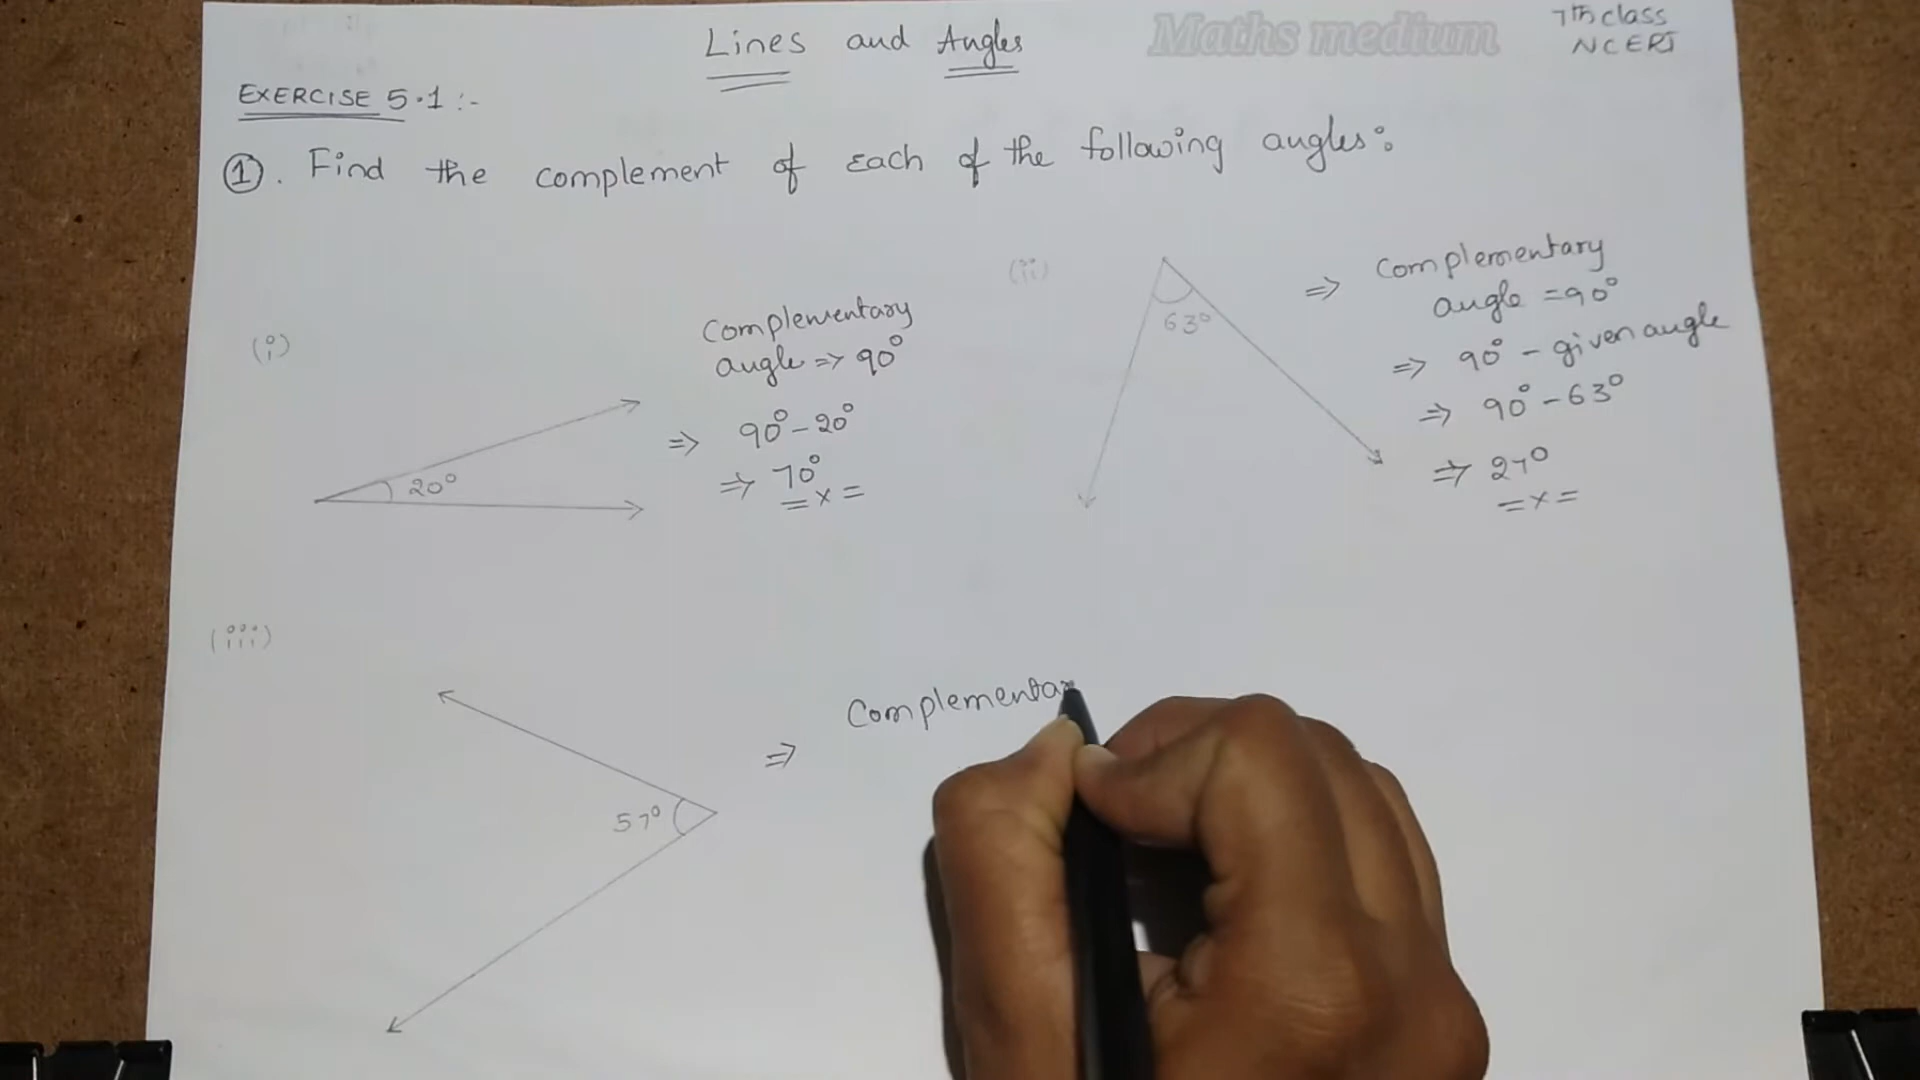 Lines and Angles
Maths medium
7th class
NCERT
EXERCISE 5.1 :-
①. Find the complement of Each of the following angles:
(i)
20°
Complementary
angle => 90°
=> 90° - 20°
=> 70°
= x =
(ii)
63°
=> Complementary
angle = 90°
=> 90° - given angle
=> 90° - 63°
=> 27°
= x =
(iii)
57°
=> Complementar